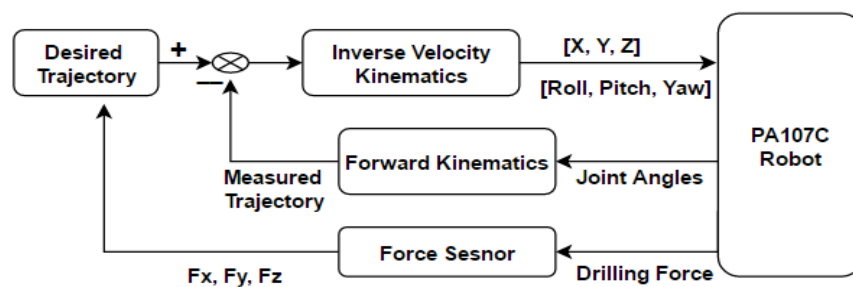 Desired
Trajectory
+
—
Inverse Velocity
Kinematics
[X, Y, Z]
[Roll, Pitch, Yaw]
PA107C
Robot
Forward Kinematics
Measured
Trajectory
Joint Angles
Force Sesnor
Fx, Fy, Fz
Drilling Force